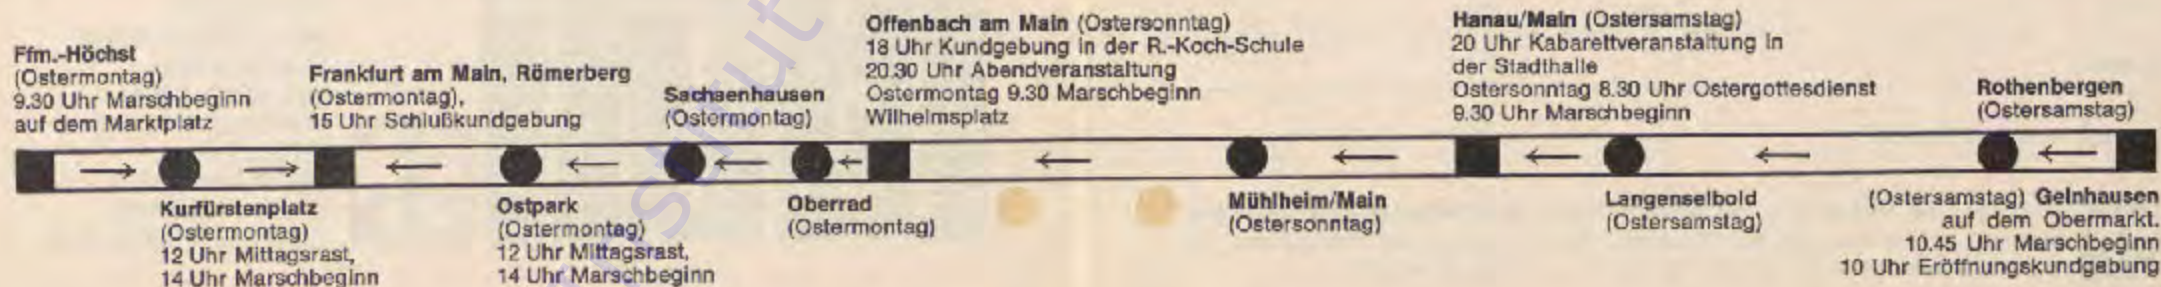 Ffm.-Höchst
(Ostermontag)
9.30 Uhr Marschbeginn
auf dem Marktplatz
Frankfurt am Main, Römerberg
(Ostermontag),
15 Uhr Schlußkundgebung
Sachsenhausen
(Ostermontag)
Offenbach am Main (Ostersonntag)
18 Uhr Kundgebung in der R.-Koch-Schule
20.30 Uhr Abendveranstaltung
Ostermontag 9.30 Marschbeginn
Wilhelmsplatz
Hanau/Main (Ostersamstag)
20 Uhr Kabarettveranstaltung in
der Stadthalle
Ostersonntag 8.30 Uhr Ostergottesdienst
9.30 Uhr Marschbeginn
Rothenbergen
(Ostersamstag)
Kurfürstenplatz
(Ostermontag)
12 Uhr Mittagsrast,
14 Uhr Marschbeginn
Ostpark
(Ostermontag)
12 Uhr Mittagsrast,
14 Uhr Marschbeginn
Oberrad
(Ostermontag)
Mühlheim/Main
(Ostersonntag)
Langenselbold
(Ostersamstag)
(Ostersamstag) Gelnhausen
auf dem Obermarkt.
10.45 Uhr Marschbeginn
10 Uhr Eröffnungskundgebung